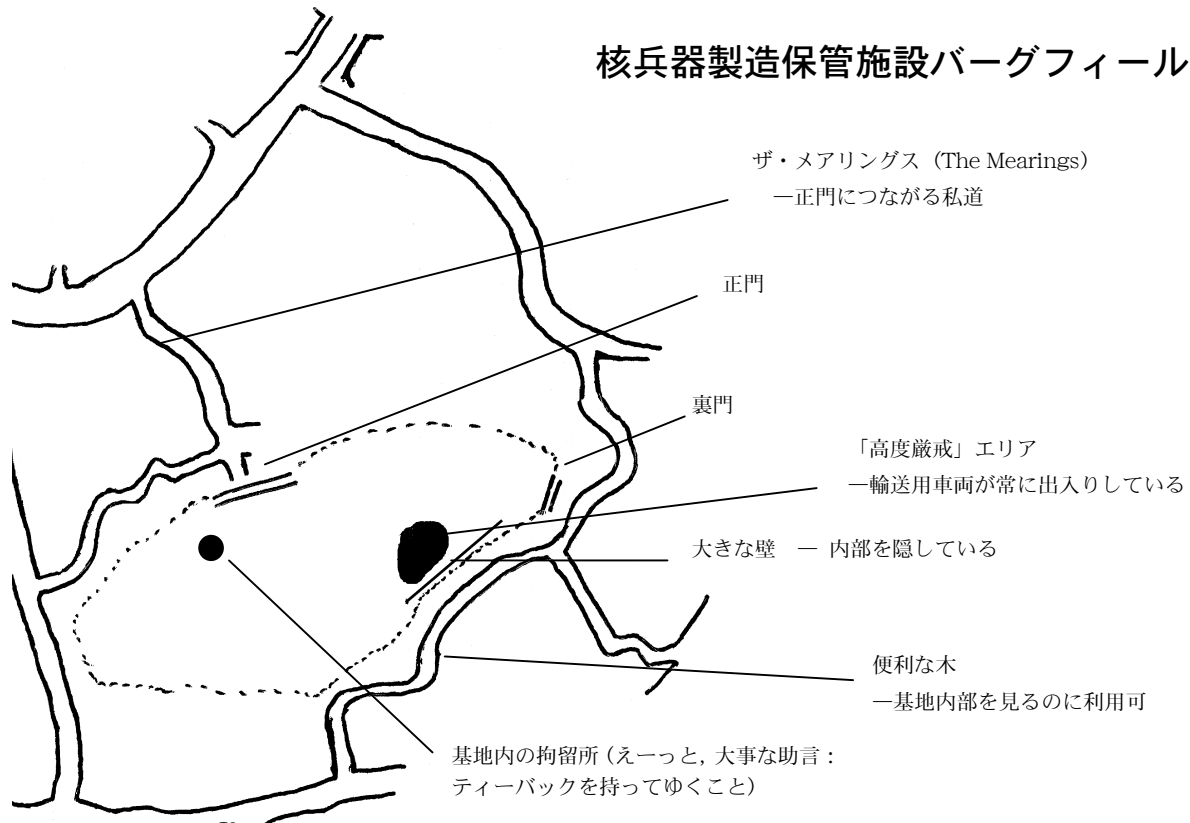 核兵器製造保管施設バーグフィール
ザ・メアリングス（The Mearings）
―正門につながる私道
正門
裏門
「高度厳戒」エリア
―輸送用車両が常に出入りしている
大きな壁　― 内部を隠している
便利な木
―基地内部を見るのに利用可
基地内の拘留所（えーっと, 大事な助言：
ティーバックを持ってゆくこと）